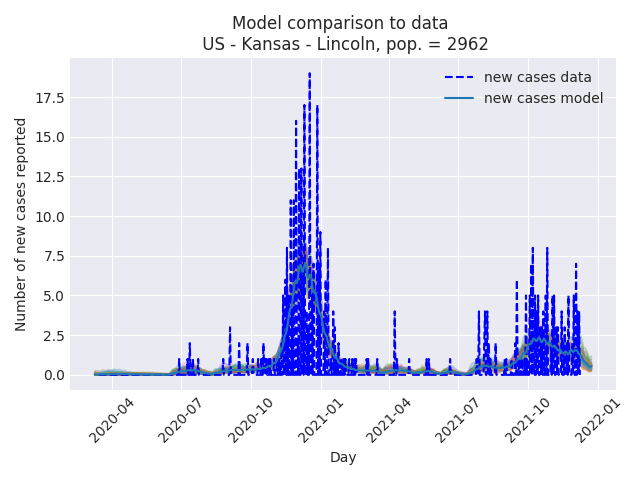 Model comparison to data
US - Kansas - Lincoln, pop. = 2962
new cases data
new cases model
Number of new cases reported
17.5
15.0
12.5
10.0
7.5
5.0
2.5
0.0
2020-04
2020-07
2020-10
2021-01
2021-04
2021-07
2021-10
2022-01
Day